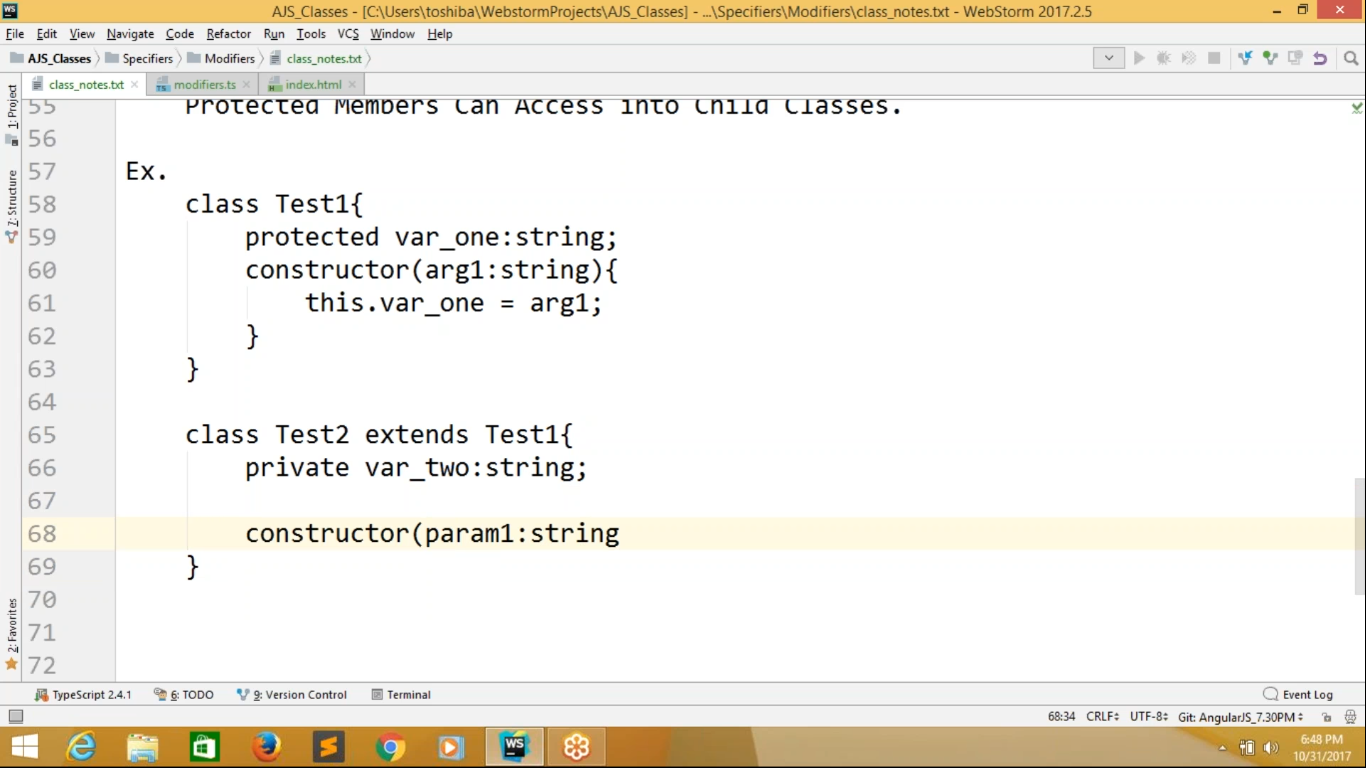 AJS_Classes - [C:\Users\toshiba\WebstormProjects\AJS_Classes] - ...\Specifiers\Modifiers\class_notes.txt - WebStorm 2017.2.5
File Edit View Navigate Code Refactor Run Tools VCS Window Help
AJS_Classes Specifiers Modifiers class_notes.txt
class_notes.txt modifiers.ts index.html
1: Project
7: Structure
2: Favorites
55 Protected Members Can Access into Child Classes.
56
57 Ex.
58 class Test1{
59 protected var_one:string;
60 constructor(arg1:string){
61 this.var_one = arg1;
62 }
63 }
64
65 class Test2 extends Test1{
66 private var_two:string;
67
68 constructor(param1:string
69 }
70
71
72
TypeScript 2.4.1 6: TODO 9: Version Control Terminal Event Log
68:34 CRLF÷ UTF-8÷ Git: AngularJS_7.30PM÷
WS
6:48 PM
10/31/2017